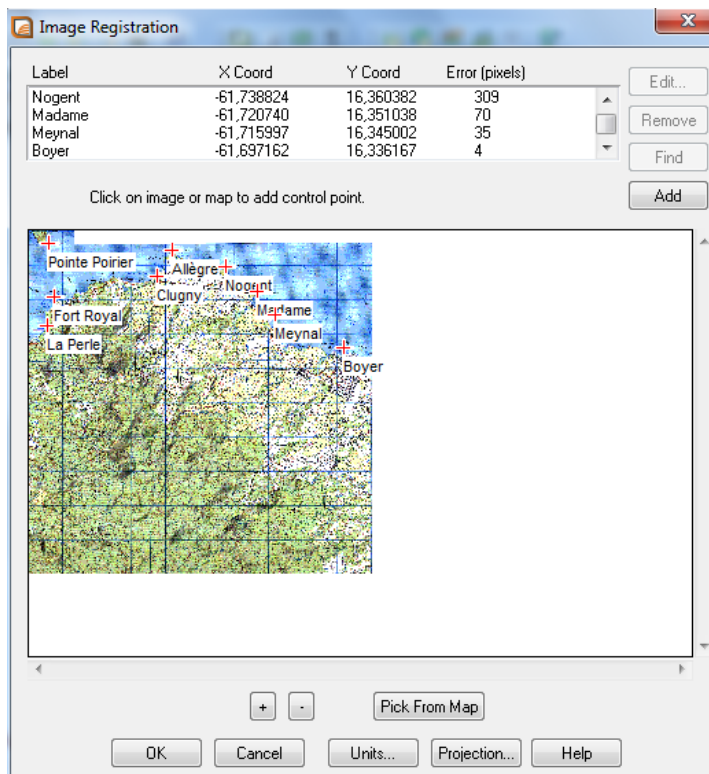 Image Registration
Label X Coord Y Coord Error (pixels)
Nogent -61,738824 16,360382 309
Madame -61,720740 16,351038 70
Meynal -61,715997 16,345002 35
Boyer -61,697162 16,336167 4
Edit...
Remove
Find
Add
Click on image or map to add control point.
Pointe Poirier
Allègre
Nogent
Clugny
Madame
Fort Royal
Meynal
La Perle
Boyer
+ - Pick From Map
OK Cancel Units... Projection... Help